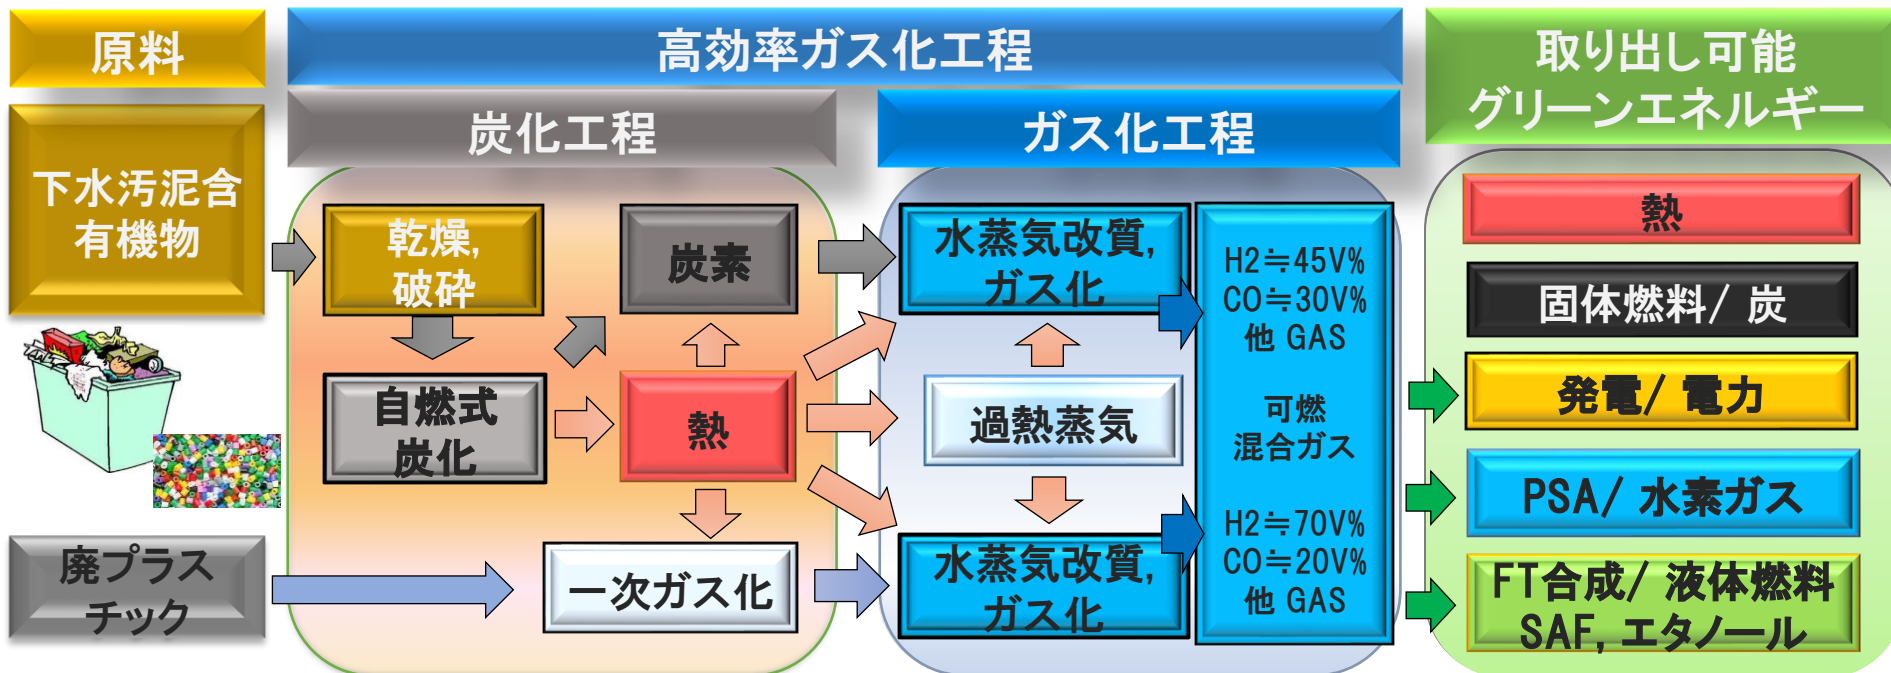 原料
高効率ガス化工程
取り出し可能
グリーンエネルギー
炭化工程
ガス化工程
下水汚泥含
有機物
乾燥,
破砕
炭素
自燃式
炭化
熱
一次ガス化
廃プラス
チック
水蒸気改質,
ガス化
過熱蒸気
水蒸気改質,
ガス化
H2≒45V%
CO≒30V%
他 GAS
可燃
混合ガス
H2≒70V%
CO≒20V%
他 GAS
熱
固体燃料/ 炭
発電/ 電力
PSA/ 水素ガス
FT合成/ 液体燃料
SAF, エタノール